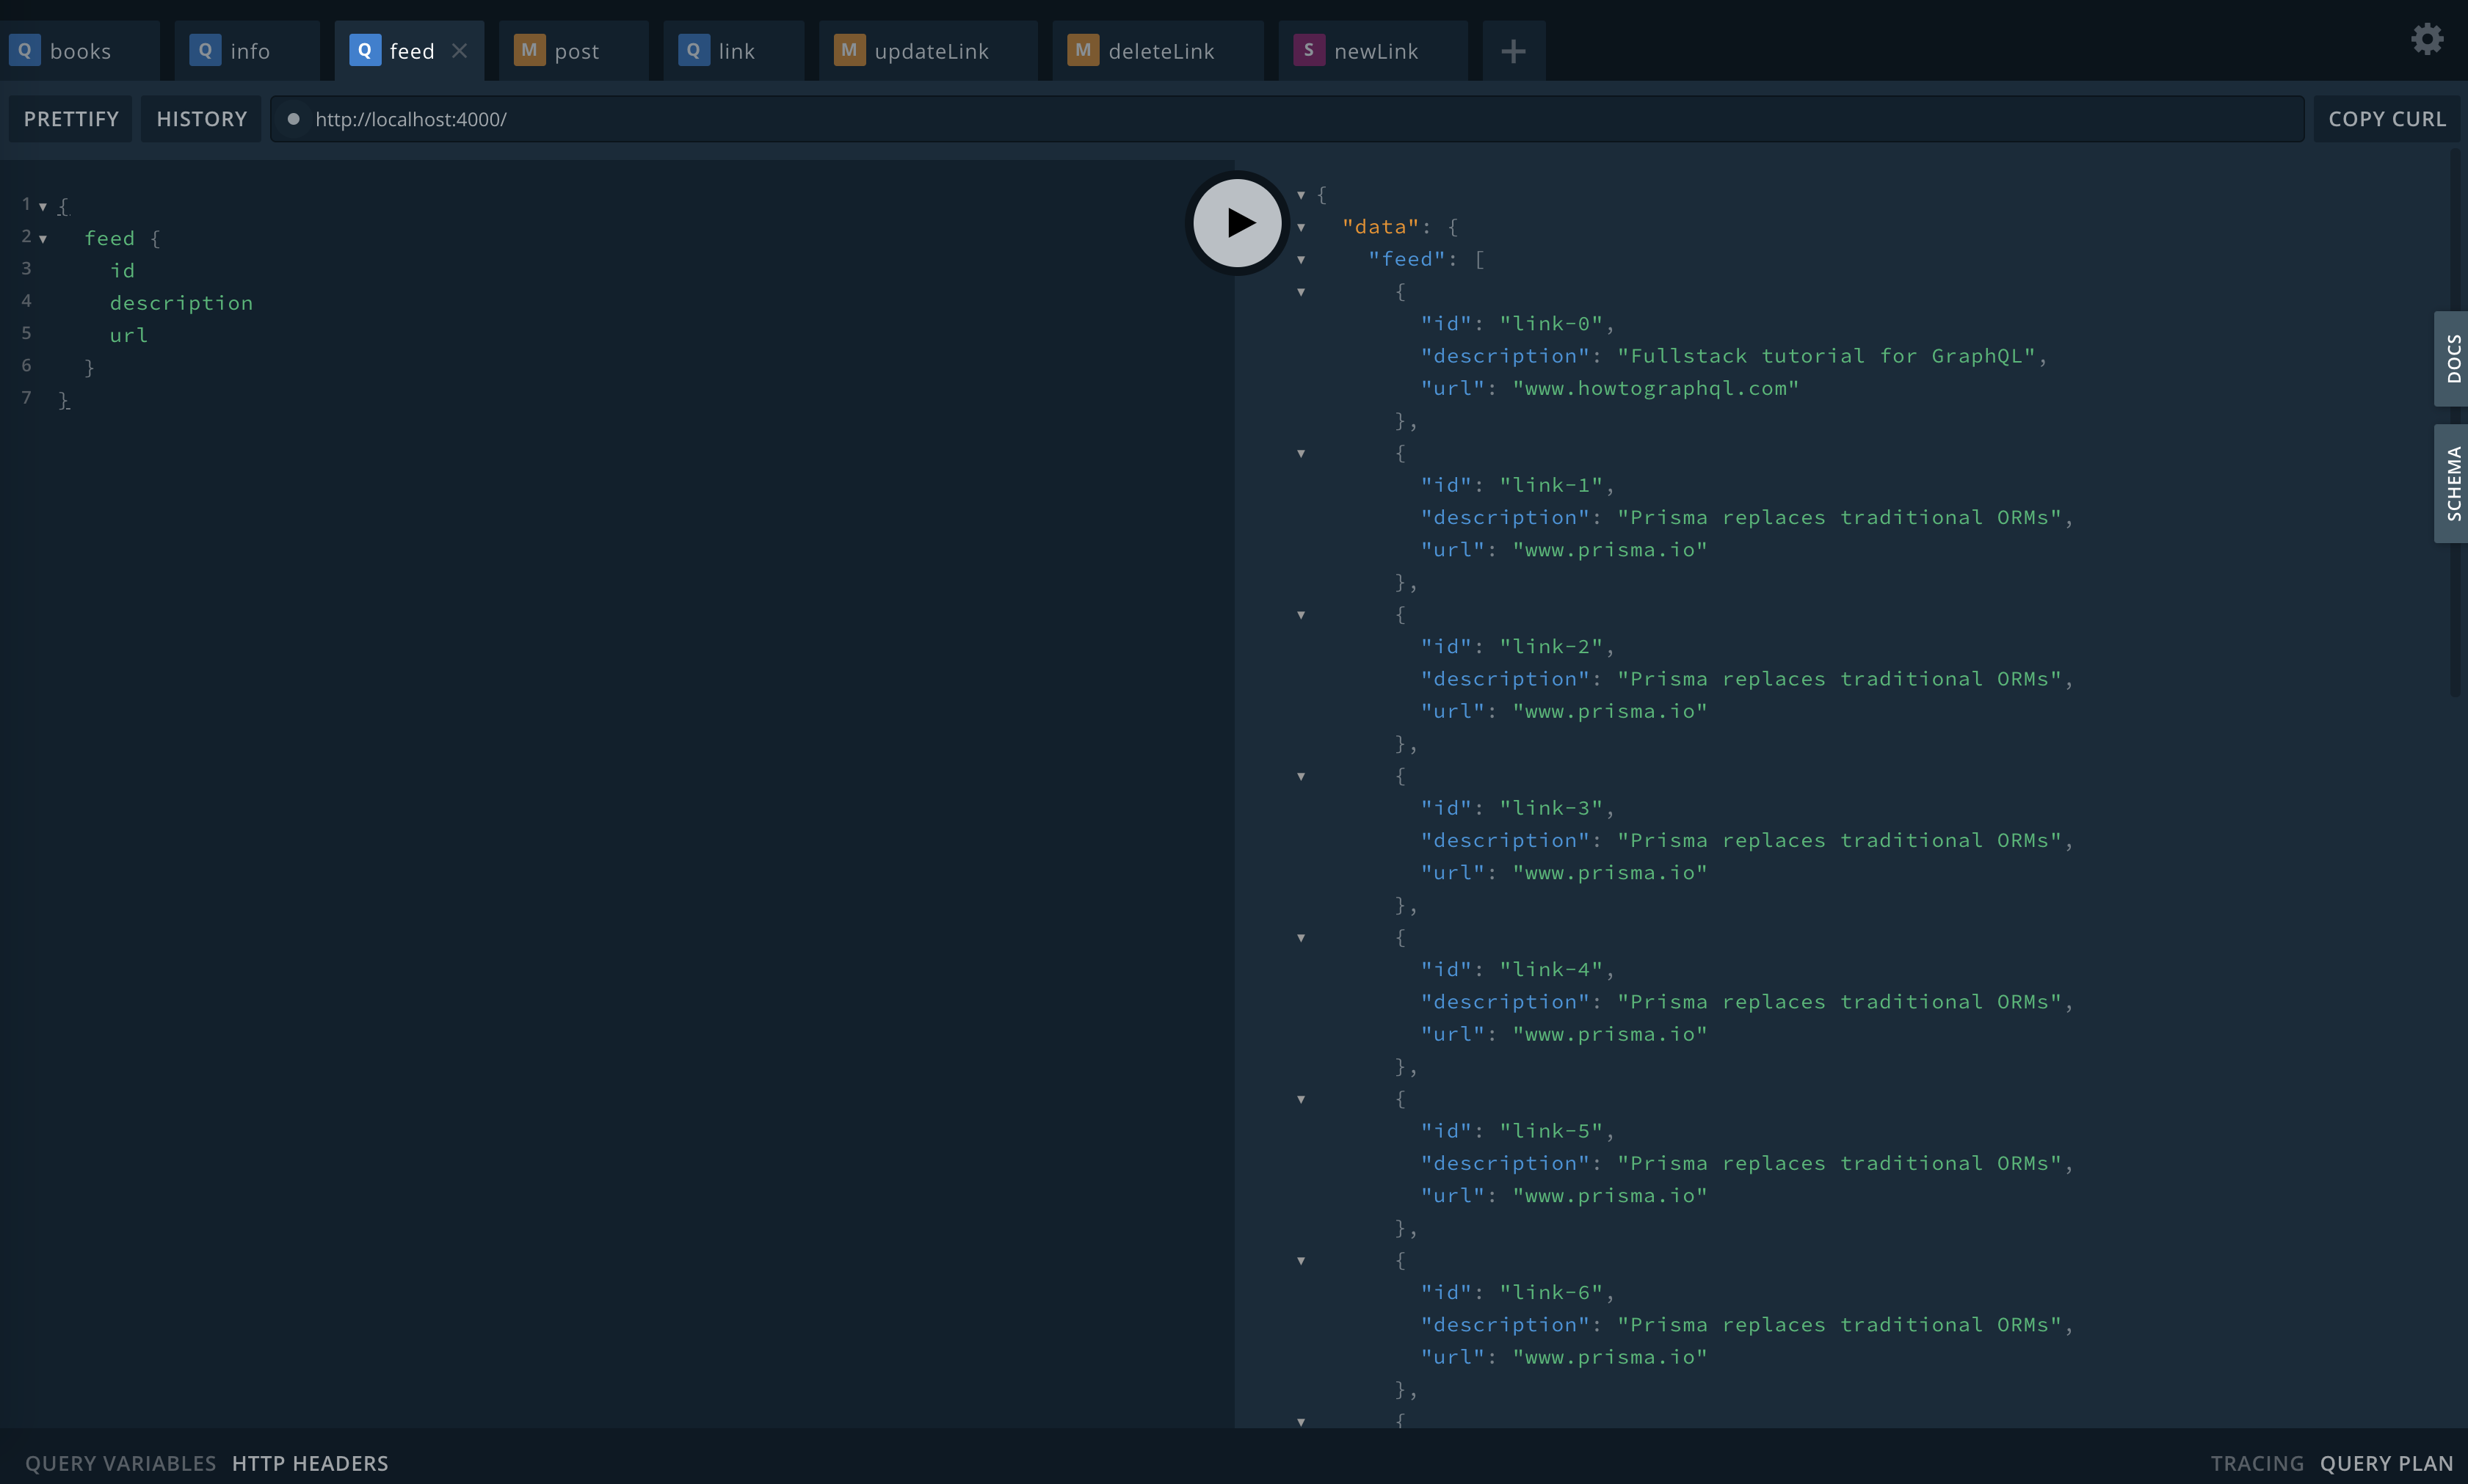 Q books Q info Q feed M post Q link M updateLink M deleteLink S newLink
PRETTIFY HISTORY http://localhost:4000/ COPY CURL
1 {
2 feed {
3 id
4 description
5 url
6 }
7 }
{
"data": {
"feed": [
{
"id": "link-0",
"description": "Fullstack tutorial for GraphQL",
"url": "www.howtographql.com"
},
{
"id": "link-1",
"description": "Prisma replaces traditional ORMs",
"url": "www.prisma.io"
},
{
"id": "link-2",
"description": "Prisma replaces traditional ORMs",
"url": "www.prisma.io"
},
{
"id": "link-3",
"description": "Prisma replaces traditional ORMs",
"url": "www.prisma.io"
},
{
"id": "link-4",
"description": "Prisma replaces traditional ORMs",
"url": "www.prisma.io"
},
{
"id": "link-5",
"description": "Prisma replaces traditional ORMs",
"url": "www.prisma.io"
},
{
"id": "link-6",
"description": "Prisma replaces traditional ORMs",
"url": "www.prisma.io"
},
{
DOCS
SCHEMA
QUERY VARIABLES HTTP HEADERS
TRACING QUERY PLAN